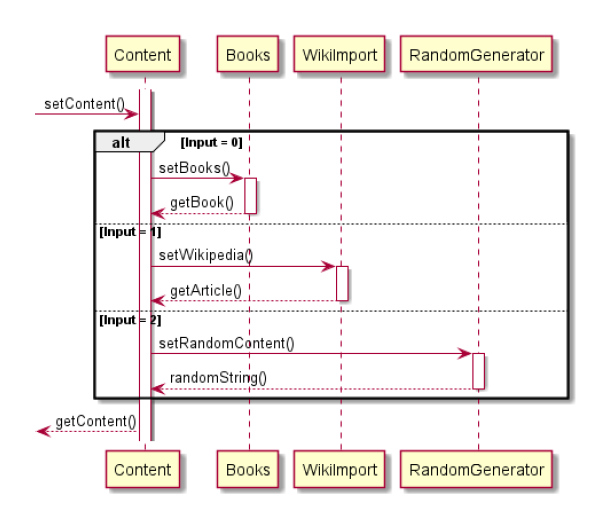 Content Books WikiImport RandomGenerator
setContent()
alt [Input = 0]
setBooks()
getBook()
[Input = 1]
setWikipedia()
getArticle()
[Input = 2]
setRandomContent()
randomString()
getContent()
Content Books WikiImport RandomGenerator